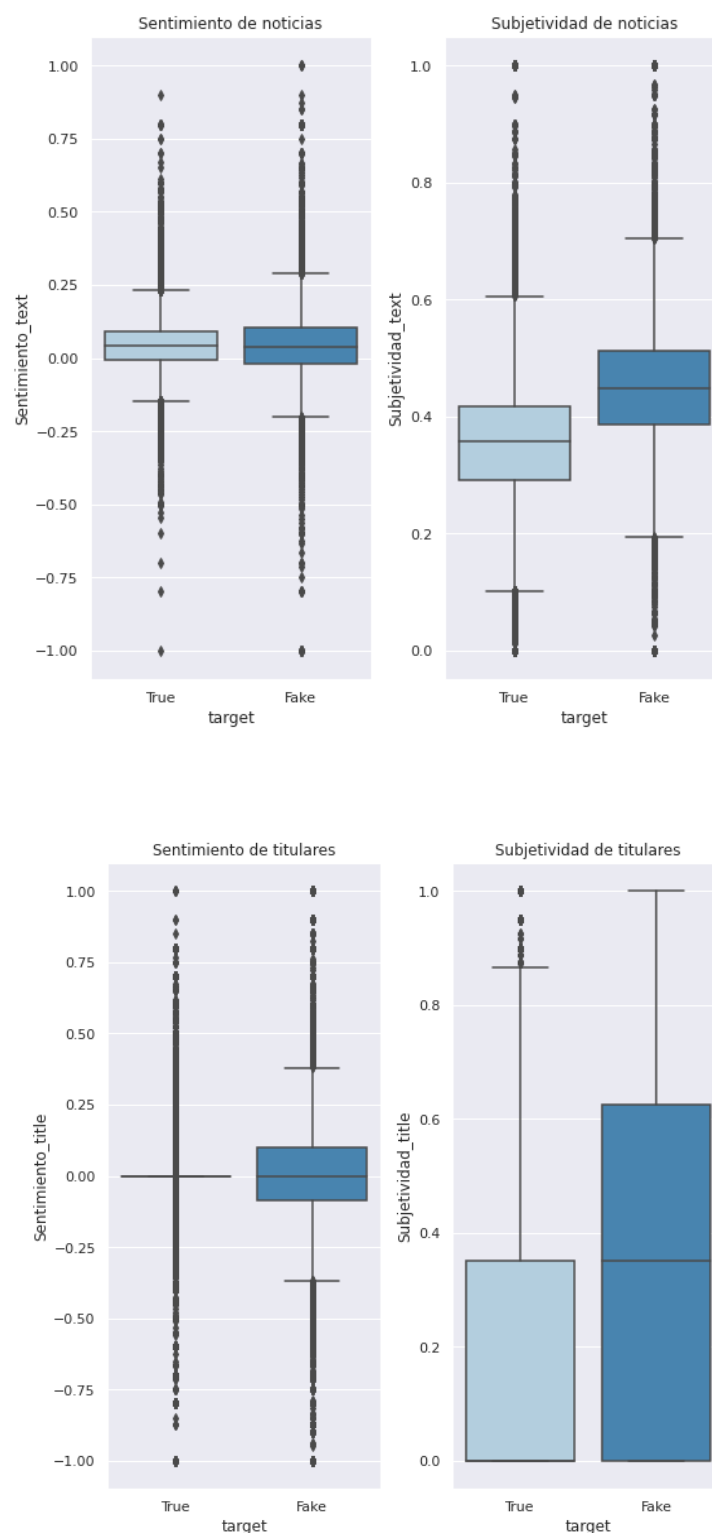 Sentimiento de noticias
Subjetividad de noticias
1.00
0.75
0.50
0.25
0.00
−0.25
−0.50
−0.75
−1.00
Sentimiento_text
True
Fake
target
1.0
0.8
0.6
0.4
0.2
0.0
Subjetividad_text
True
Fake
target
Sentimiento de titulares
Subjetividad de titulares
1.00
0.75
0.50
0.25
0.00
−0.25
−0.50
−0.75
−1.00
Sentimiento_title
True
Fake
target
1.0
0.8
0.6
0.4
0.2
0.0
Subjetividad_title
True
Fake
target